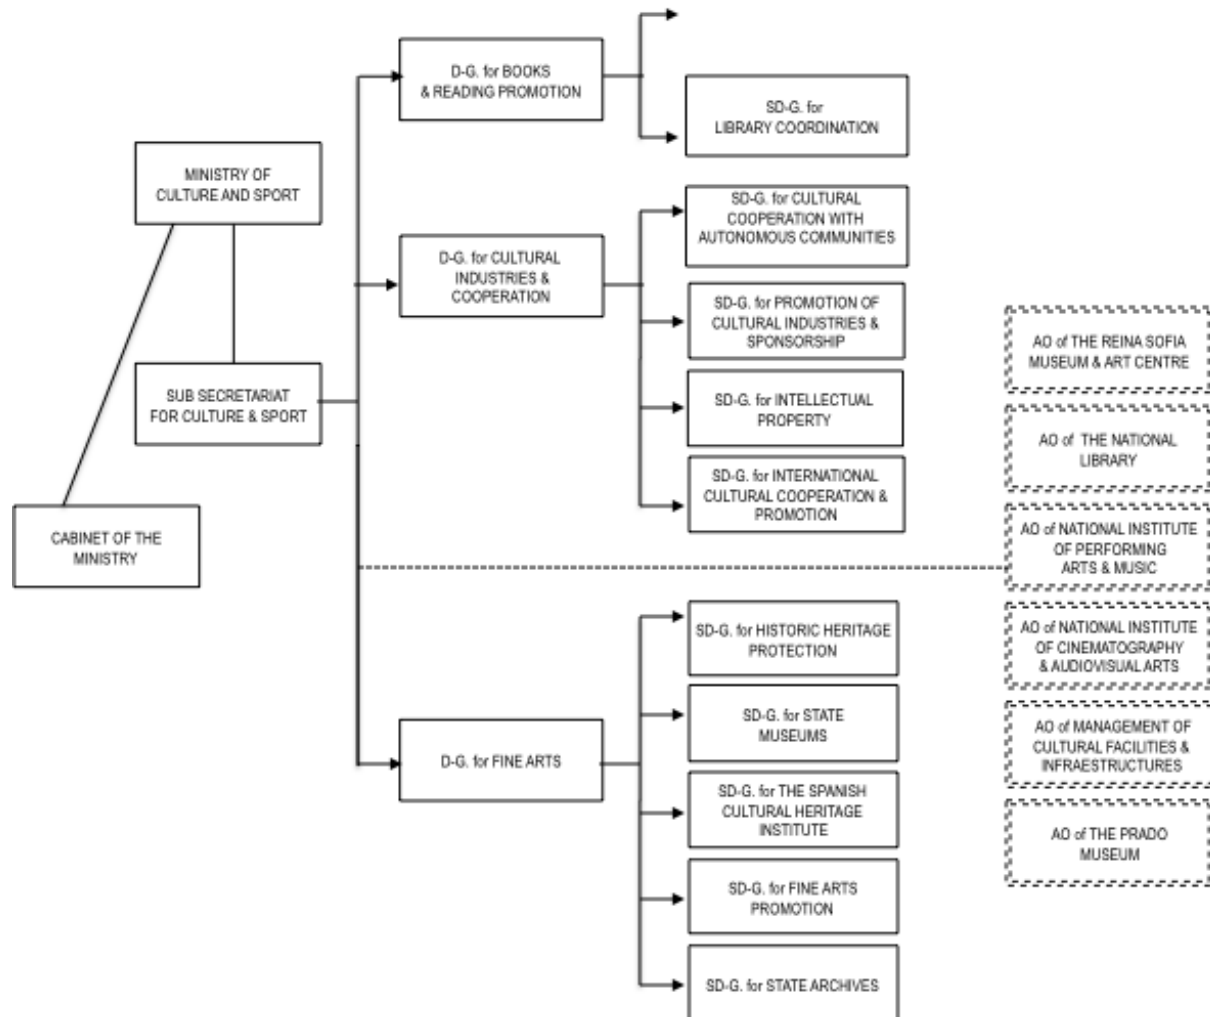 D-G. for BOOKS
& READING PROMOTION
SD-G. for
LIBRARY COORDINATION
MINISTRY OF
CULTURE AND SPORT
SD-G. for CULTURAL
COOPERATION WITH
AUTONOMOUS COMMUNITIES
D-G. for CULTURAL
INDUSTRIES &
COOPERATION
SD-G. for PROMOTION OF
CULTURAL INDUSTRIES &
SPONSORSHIP
SUB SECRETARIAT
FOR CULTURE & SPORT
SD-G. for INTELLECTUAL
PROPERTY
SD-G. for INTERNATIONAL
CULTURAL COOPERATION &
PROMOTION
CABINET OF THE
MINISTRY
SD-G. for HISTORIC HERITAGE
PROTECTION
SD-G. for STATE
MUSEUMS
D-G. for FINE ARTS
SD-G. for THE SPANISH
CULTURAL HERITAGE
INSTITUTE
SD-G. for FINE ARTS
PROMOTION
SD-G. for STATE ARCHIVES
AO of THE REINA SOFIA
MUSEUM & ART CENTRE
AO of THE NATIONAL
LIBRARY
AO of NATIONAL INSTITUTE
OF PERFORMING
ARTS & MUSIC
AO of NATIONAL INSTITUTE
OF CINEMATOGRAPHY
& AUDIOVISUAL ARTS
AO of MANAGEMENT OF
CULTURAL FACILITIES &
INFRAESTRUCTURES
AO of THE PRADO
MUSEUM